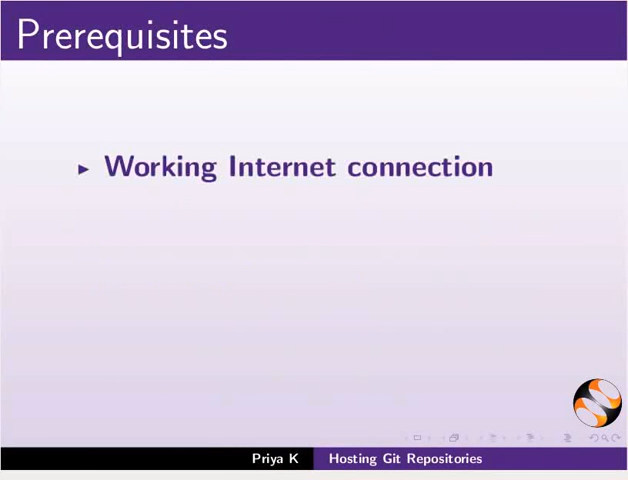 Prerequisites
Working Internet connection
Priya K Hosting Git Repositories